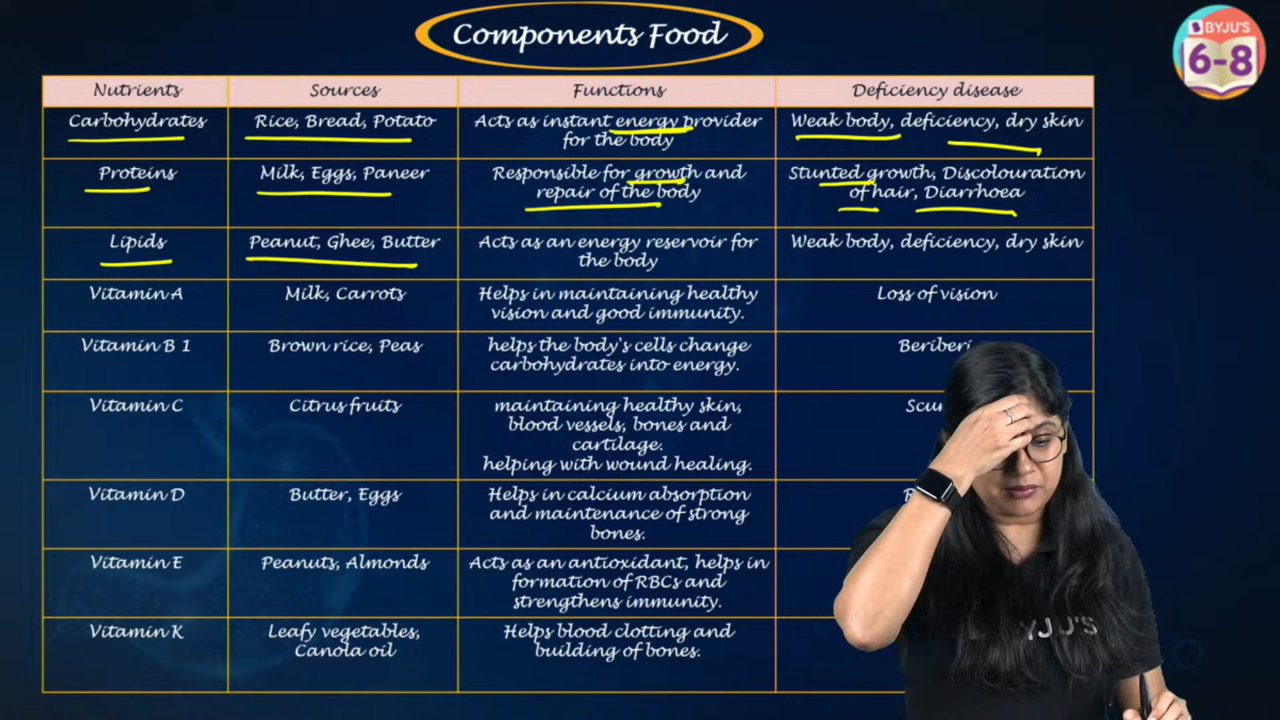 Components Food
BYJU'S
6-8
Nutrients
Sources
Functions
Deficiency disease
Carbohydrates
Rice, Bread, Potato
Acts as instant energy provider
for the body
Weak body, deficiency, dry skin
Proteins
Milk, Eggs, Paneer
Responsible for growth and
repair of the body
Stunted growth, Discolouration
of hair, Diarrhoea
Lipids
Peanut, Ghee, Butter
Acts as an energy reservoir for
the body
Weak body, deficiency, dry skin
Vitamin A
Milk, Carrots
Helps in maintaining healthy
vision and good immunity.
Loss of vision
Vitamin B 1
Brown rice, Peas
helps the body's cells change
carbohydrates into energy.
Beriberi
Vitamin C
Citrus fruits
maintaining healthy skin,
blood vessels, bones and
cartilage.
helping with wound healing.
Vitamin D
Butter, Eggs
Helps in calcium absorption
and maintenance of strong
bones.
Vitamin E
Peanuts, Almonds
Acts as an antioxidant, helps in
formation of RBCs and
strengthens immunity.
Vitamin K
Leafy vegetables,
Canola oil
Helps blood clotting and
building of bones.
BYJU'S